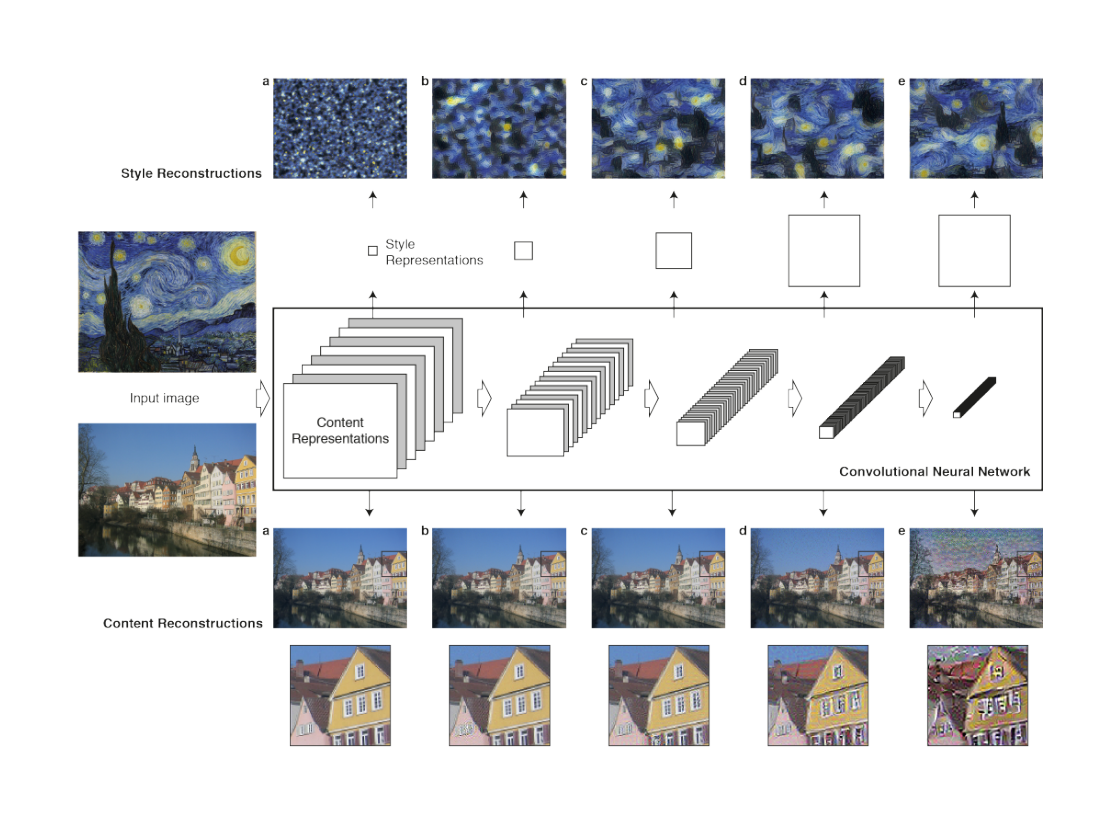 a
b
c
d
e
Style Reconstructions
Style
Representations
Input image
Content
Representations
Convolutional Neural Network
a
b
c
d
e
Content Reconstructions